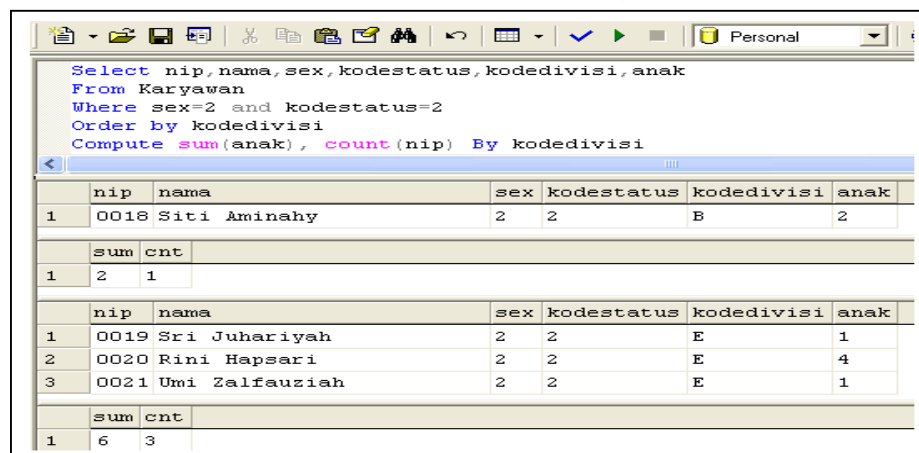 Personal
Select nip,nama,sex,kodestatus,kodedivisi,anak
From Karyawan
Where sex=2 and kodestatus=2
Order by kodedivisi
Compute sum(anak), count(nip) By kodedivisi
nip nama sex kodestatus kodedivisi anak
1 0018 Siti Aminahy 2 2 B 2
sum cnt
1 2 1
nip nama sex kodestatus kodedivisi anak
1 0019 Sri Juhariyah 2 2 E 1
2 0020 Rini Hapsari 2 2 E 4
3 0021 Umi Zalfauziah 2 2 E 1
sum cnt
1 6 3